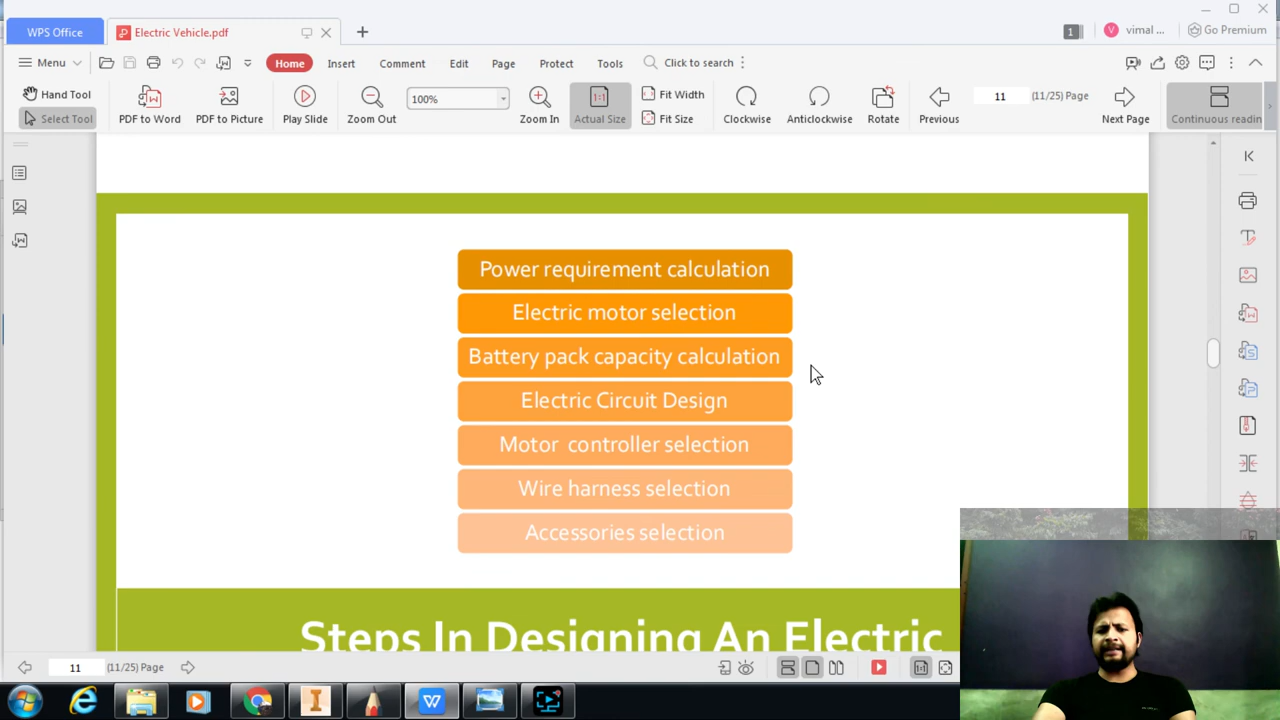 WPS Office
Electric Vehicle.pdf
1
V
vimal ...
Go Premium
Menu
Home
Insert
Comment
Edit
Page
Protect
Tools
Click to search
Hand Tool
Select Tool
PDF to Word
PDF to Picture
Play Slide
Zoom Out
100%
Zoom In
1:1
Actual Size
Fit Width
Fit Size
Clockwise
Anticlockwise
Rotate
Previous
11
(11/25) Page
Next Page
Continuous readin
Power requirement calculation
Electric motor selection
Battery pack capacity calculation
Electric Circuit Design
Motor controller selection
Wire harness selection
Accessories selection
Steps In Designing An Electric
11
(11/25) Page